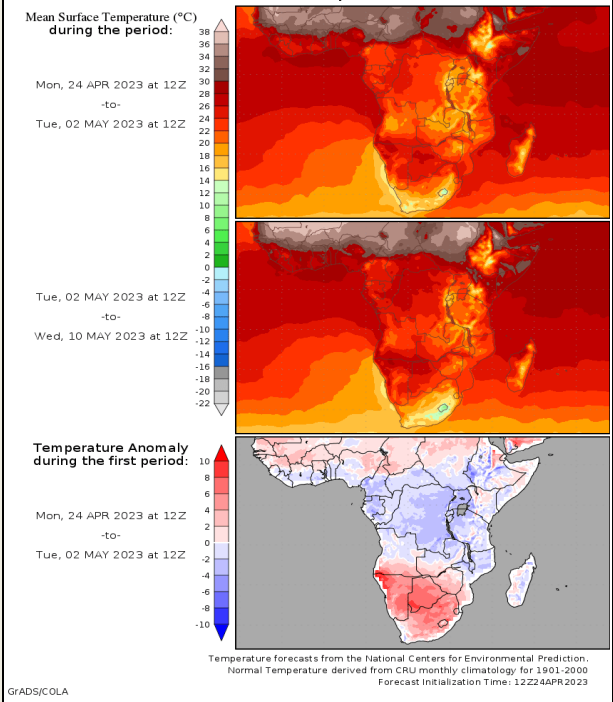 Mean Surface Temperature (°C)
during the period:
Mon, 24 APR 2023 at 12Z
-to-
Tue, 02 MAY 2023 at 12Z
38
36
34
32
30
28
26
24
22
20
18
16
14
12
10
8
6
4
2
0
-2
-4
-6
-8
-10
-12
-14
-16
-18
-20
-22
Tue, 02 MAY 2023 at 12Z
-to-
Wed, 10 MAY 2023 at 12Z
Temperature Anomaly
during the first period:
Mon, 24 APR 2023 at 12Z
-to-
Tue, 02 MAY 2023 at 12Z
10
8
6
4
2
0
-2
-4
-6
-8
-10
Temperature forecasts from the National Centers for Environmental Prediction.
Normal Temperature derived from CRU monthly climatology for 1901-2000
Forecast Initialization Time: 12Z24APR2023
GrADS/COLA